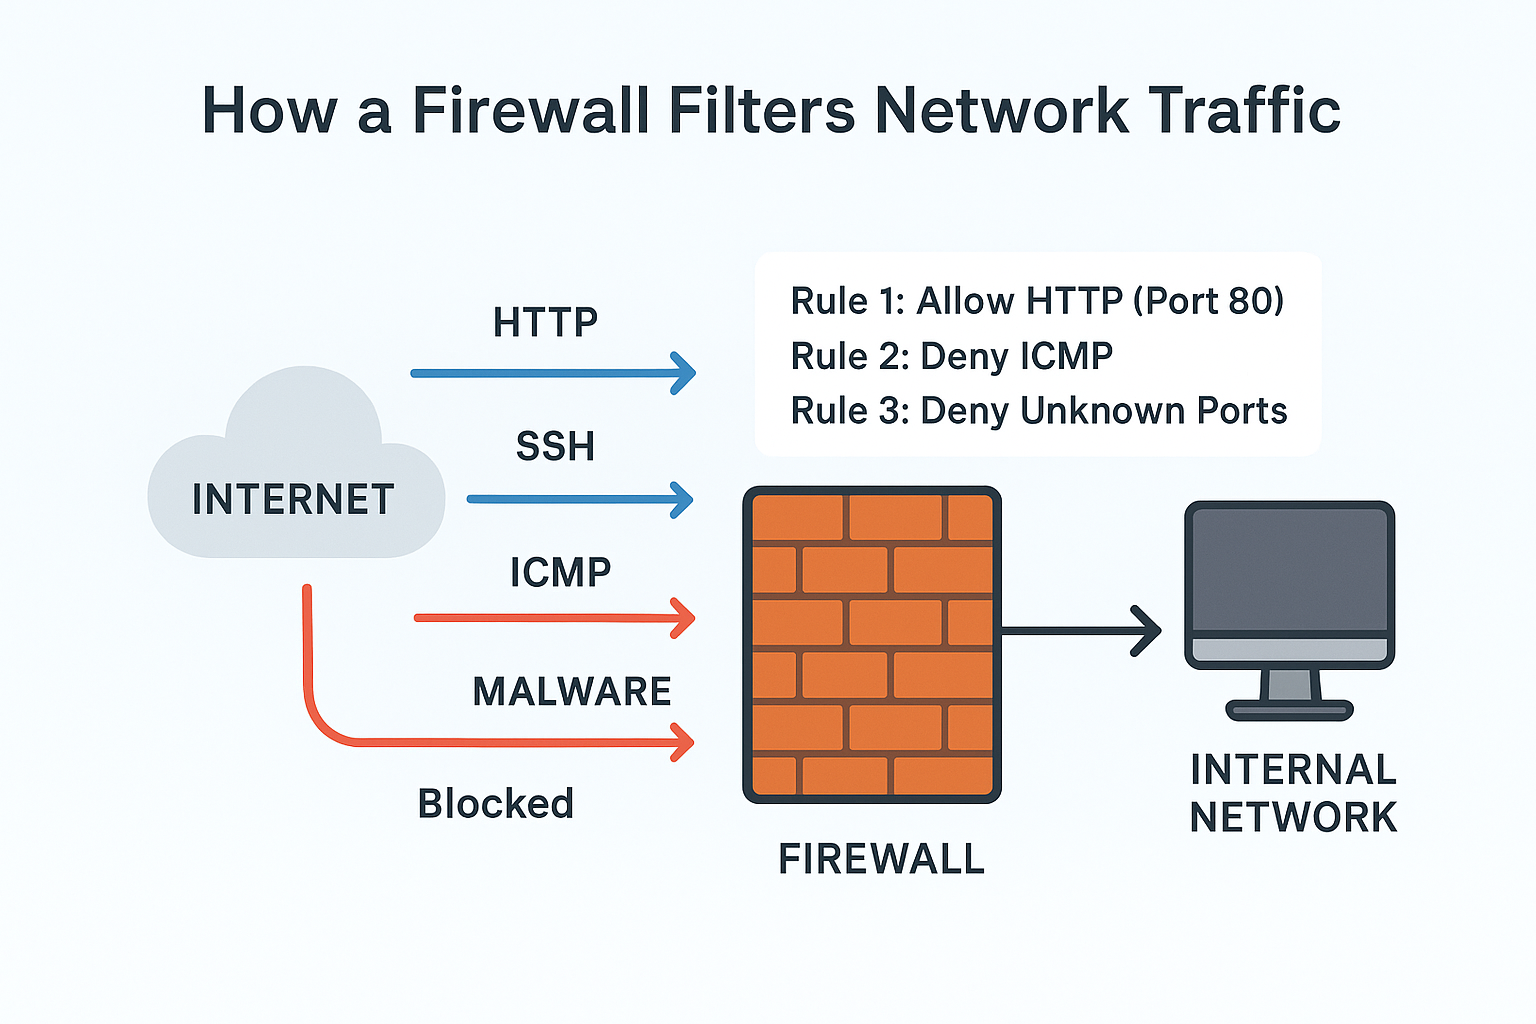 How a Firewall Filters Network Traffic
HTTP
SSH
ICMP
MALWARE
Blocked
INTERNET
Rule 1: Allow HTTP (Port 80)
Rule 2: Deny ICMP
Rule 3: Deny Unknown Ports
FIREWALL
INTERNAL
NETWORK